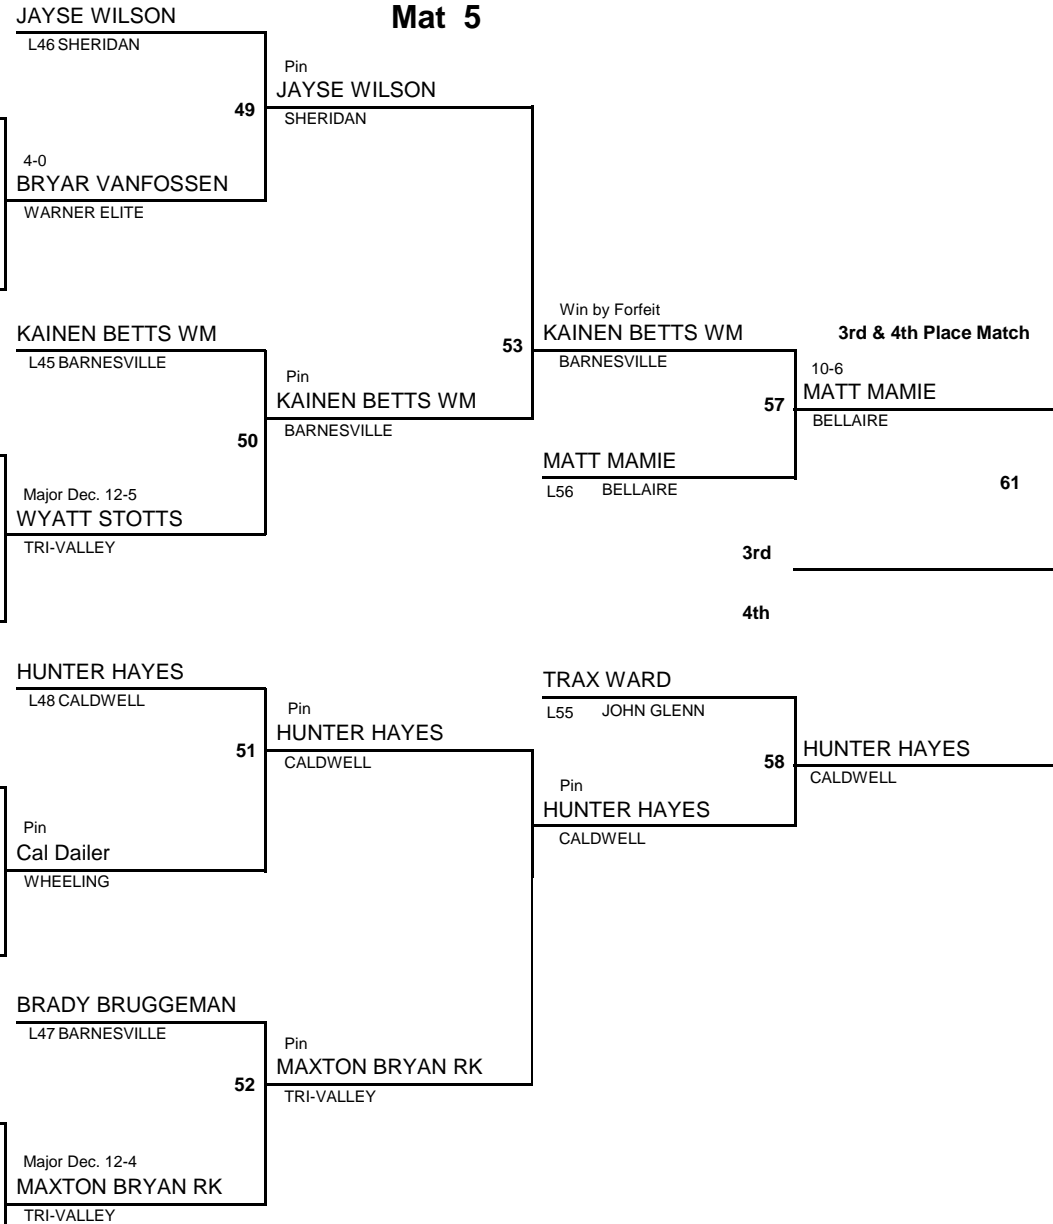 Mat 5
JAYSE WILSON
L46 SHERIDAN
Pin
JAYSE WILSON
49
SHERIDAN
4-0
BRYAR VANFOSSEN
WARNER ELITE
Win by Forfeit
KAINEN BETTS WM
KAINEN BETTS WM
3rd & 4th Place Match
53
L45 BARNESVILLE
BARNESVILLE
10-6
Pin
MATT MAMIE
KAINEN BETTS WM
57
BELLAIRE
BARNESVILLE
50
MATT MAMIE
L56 BELLAIRE
61
Major Dec. 12-5
WYATT STOTTS
TRI-VALLEY
3rd
4th
HUNTER HAYES
TRAX WARD
L48 CALDWELL
L55 JOHN GLENN
Pin
HUNTER HAYES
51
HUNTER HAYES
CALDWELL
58
CALDWELL
Pin
HUNTER HAYES
Pin
CALDWELL
Cal Dailer
WHEELING
BRADY BRUGGEMAN
L47 BARNESVILLE
Pin
MAXTON BRYAN RK
52
TRI-VALLEY
Major Dec. 12-4
MAXTON BRYAN RK
TRI-VALLEY